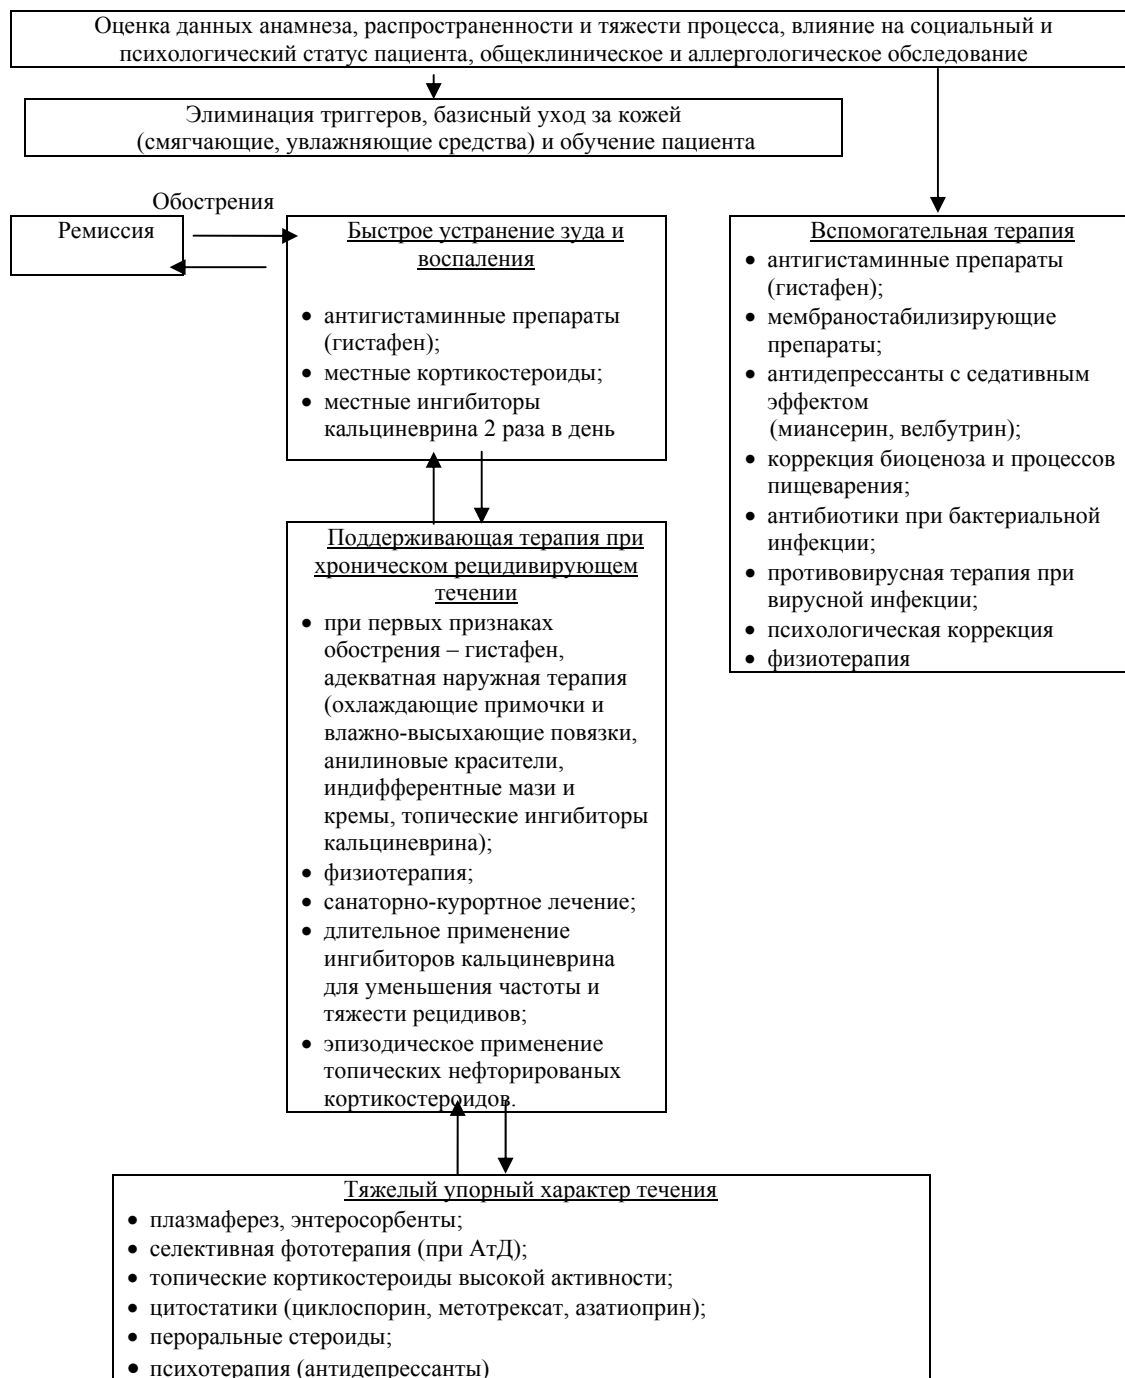 Оценка данных анамнеза, распространенности и тяжести процесса, влияние на социальный и
психологический статус пациента, общеклиническое и аллергологическое обследование
Элиминация триггеров, базисный уход за кожей
(смягчающие, увлажняющие средства) и обучение пациента
Обострения
Ремиссия
Быстрое устранение зуда и
воспаления
• антигистаминные препараты
(гистафен);
• местные кортикостероиды;
• местные ингибиторы
кальциневрина 2 раза в день
Вспомогательная терапия
• антигистаминные препараты
(гистафен);
• мембраностабилизирующие
препараты;
• антидепрессанты с седативным
эффектом
(миансерин, велбутрин);
• коррекция биоценоза и процессов
пищеварения;
• антибиотики при бактериальной
инфекции;
• противовирусная терапия при
вирусной инфекции;
• психологическая коррекция
• физиотерапия
Поддерживающая терапия при
хроническом рецидивирующем
течении
• при первых признаках
обострения – гистафен,
адекватная наружная терапия
(охлаждающие примочки и
влажно-высыхающие повязки,
анилиновые красители,
индифферентные мази и
кремы, топические ингибиторы
кальциневрина);
• физиотерапия;
• санаторно-курортное лечение;
• длительное применение
ингибиторов кальциневрина
для уменьшения частоты и
тяжести рецидивов;
• эпизодическое применение
топических нефторированых
кортикостероидов.
Тяжелый упорный характер течения
• плазмаферез, энтеросорбенты;
• селективная фототерапия (при АтД);
• топические кортикостероиды высокой активности;
• цитостатики (циклоспорин, метотрексат, азатиоприн);
• пероральные стероиды;
• психотерапия (антидепрессанты)